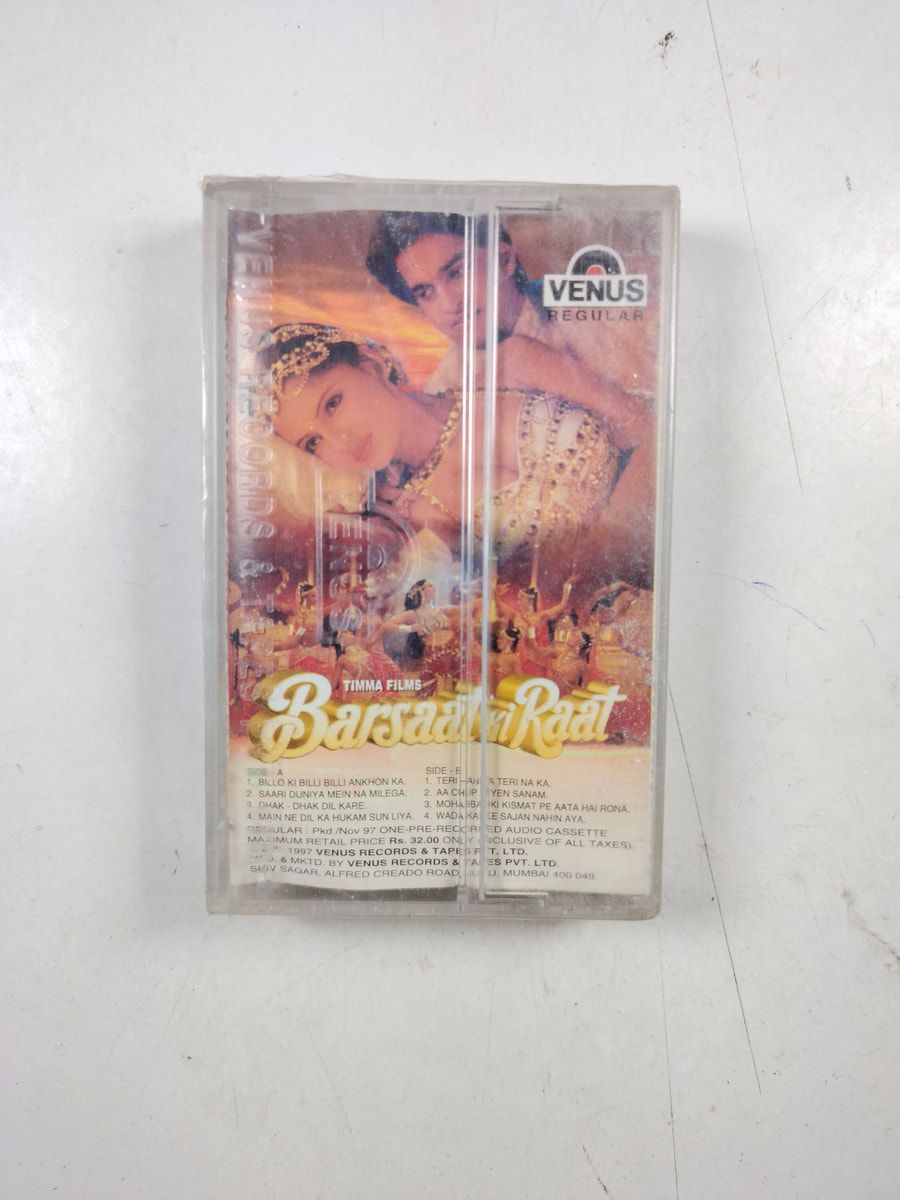 VENUS
REGULAR
VENUS RECORDS & TAPES
VENUS
TIMMA FILMS
Barsaat ki Raat
SIDE - A
1. BILLO KI BILLI BILLI ANKHON KA.
2. SAARI DUNIYA MEIN NA MILEGA.
3. DHAK - DHAK DIL KARE.
4. MAIN NE DIL KA HUKAM SUN LIYA.
SIDE - B
1. TERI TERI NA KA.
2. AA CHUP SANAM.
3. MOHABBAT KI KISMAT PE AATA HAI RONA.
4. WADA SAJAN NAHIN AYA.
REGULAR : Pkd./Nov 97 ONE-PRE-RECORDED AUDIO CASSETTE
MAXIMUM RETAIL PRICE Rs. 32.00 ONLY (INCLUSIVE OF ALL TAXES)
1997 VENUS RECORDS & TAPES PVT. LTD.
MFD. & MKTD. BY VENUS RECORDS & TAPES PVT. LTD.
SHIV SAGAR, ALFRED CREADO ROAD, JUHU, MUMBAI 400 049.